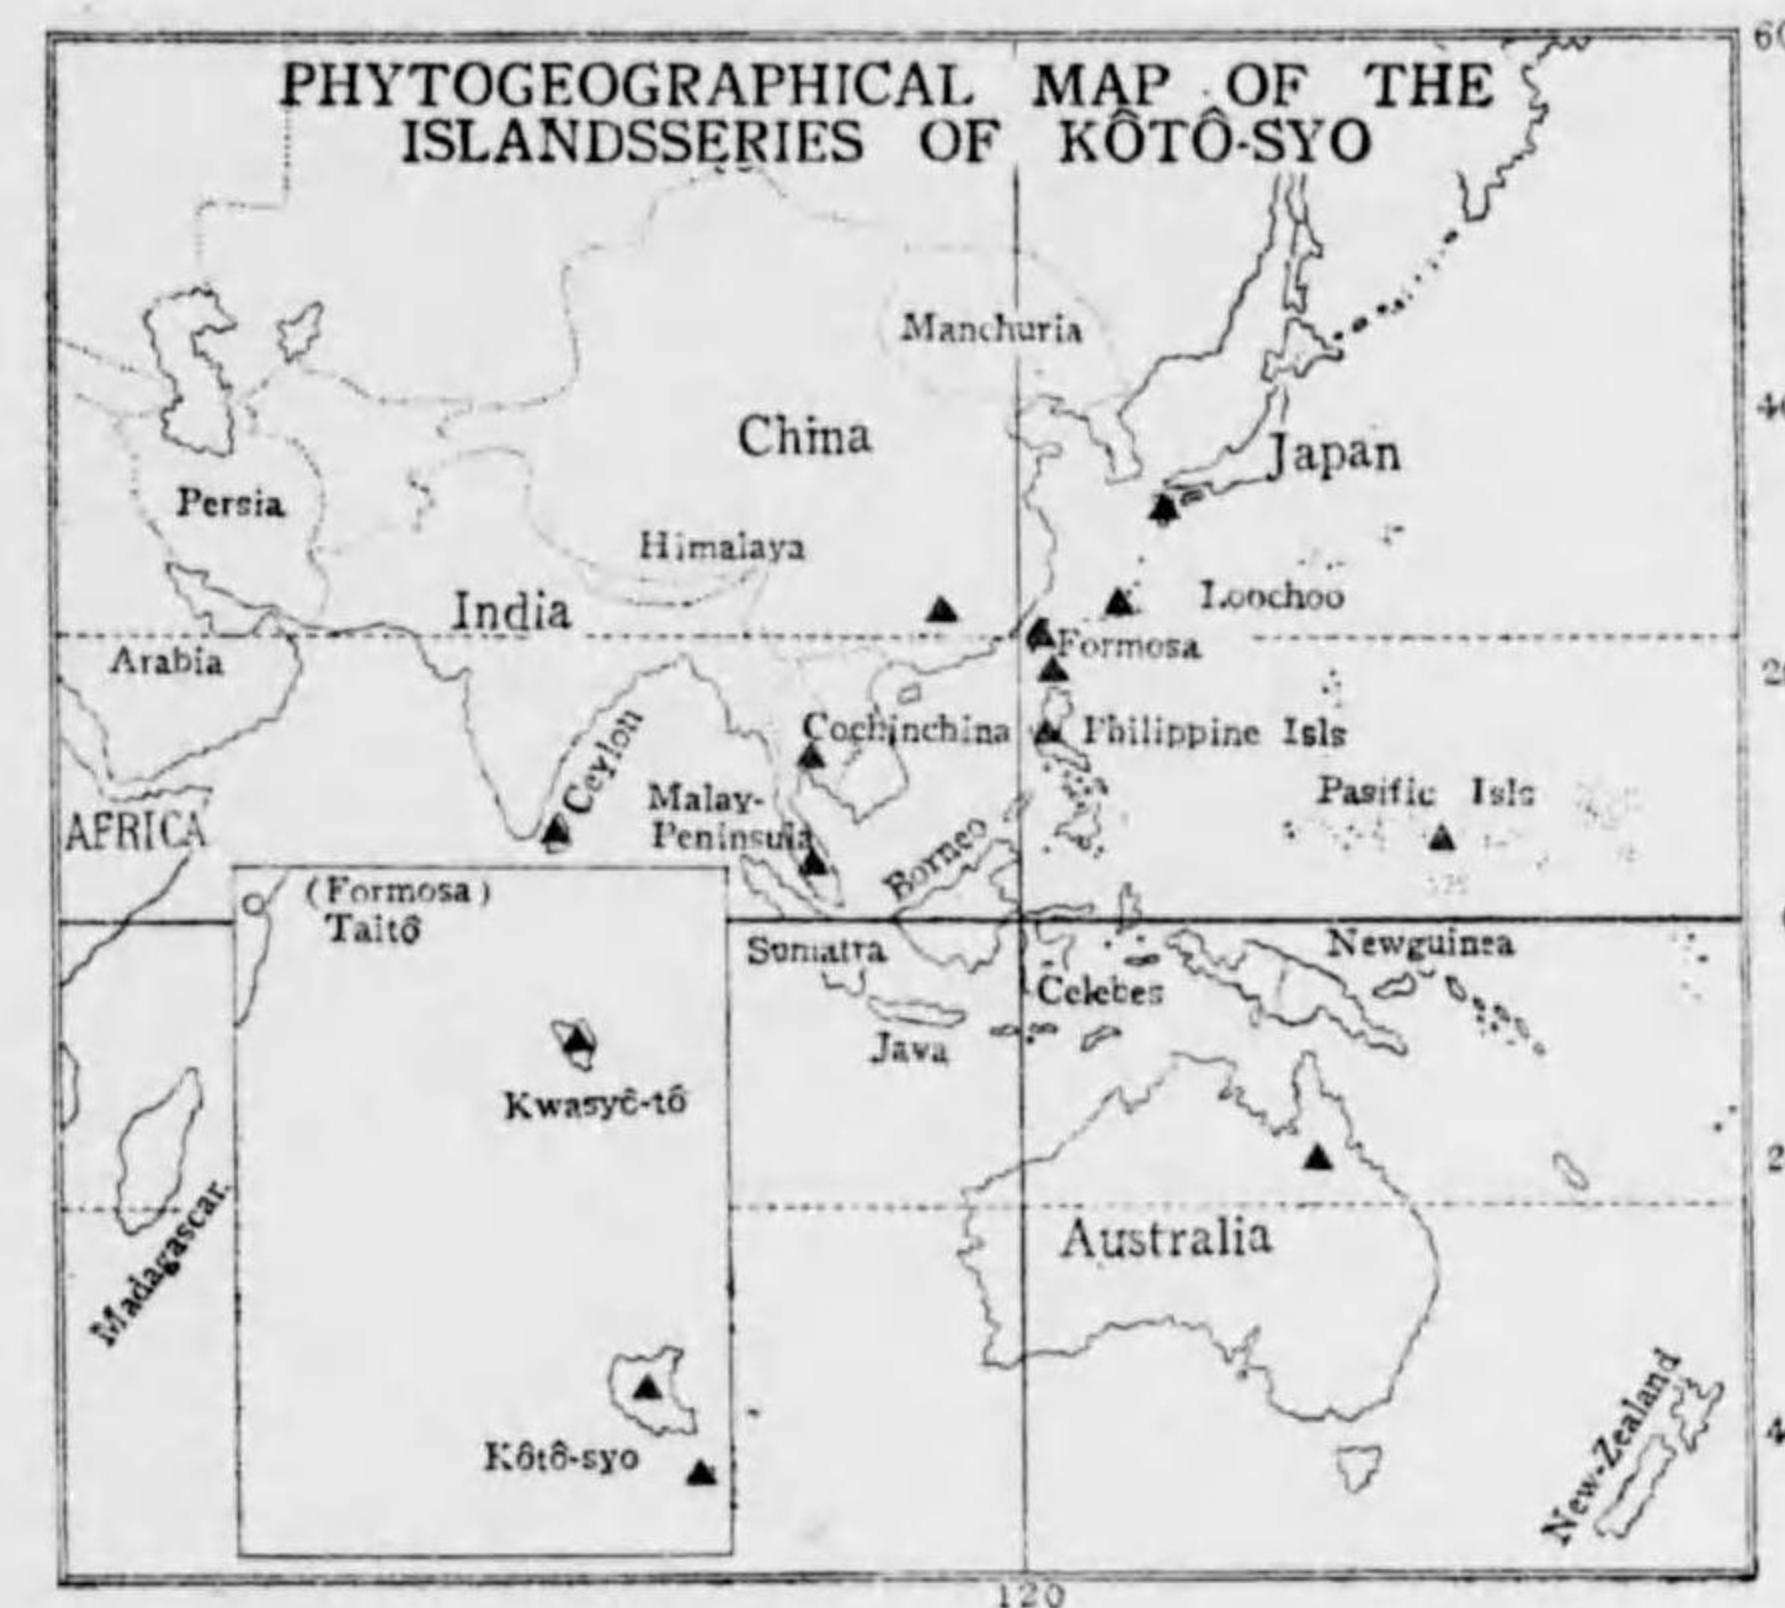 PHYTOGEOGRAPHICAL MAP OF THE
ISLANDSSERIES OF KÔTÔ-SYO
Manchuria
China
Japan
Persia
Himalaya
India
Loochoo
Formosa
Arabia
Cochinchina
Philippine Isls
Ceylon
Malay-
Peninsula
Pasific Isls
AFRICA
Borneo
(Formosa)
Taitô
Sumatra
Newguinea
Celebes
Java
Kwasyô-tô
Madagascar.
Australia
Kôtô-syo
New-Zealand
120